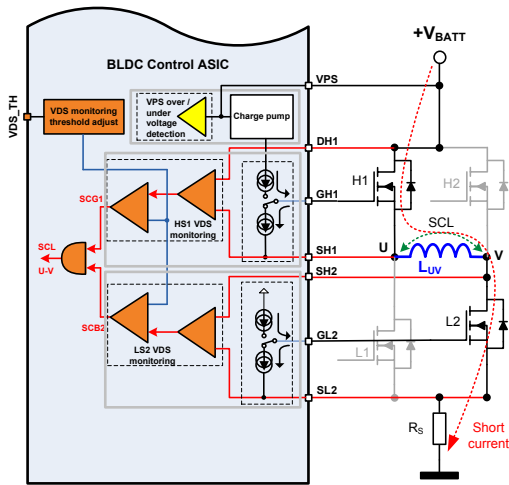 +VBATT
BLDC Control ASIC
VPS
VDS_TH
VDS monitoring
threshold adjust
VPS over /
under
voltage
detection
Charge pump
DH1
H1
H2
SCG1
GH1
HS1 VDS
monitoring
SCL
U
V
SH1
LUV
SCL
U-V
SH2
SCB2
L2
GL2
L1
LS2 VDS
monitoring
SL2
RS
Short
current